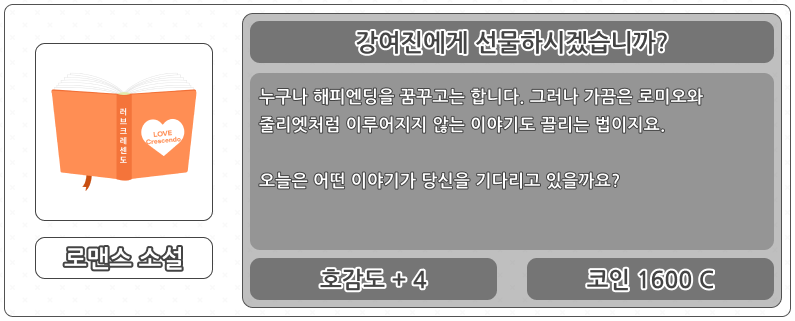 강여진에게 선물하시겠습니까?
누구나 해피엔딩을 꿈꾸고는 합니다. 그러나 가끔은 로미오와
줄리엣처럼 이루어지지 않는 이야기도 끌리는 법이지요.
오늘은 어떤 이야기가 당신을 기다리고 있을까요?
러브크레센도
LOVE
Crescendo
로맨스 소설
호감도 + 4
코인 1600 C